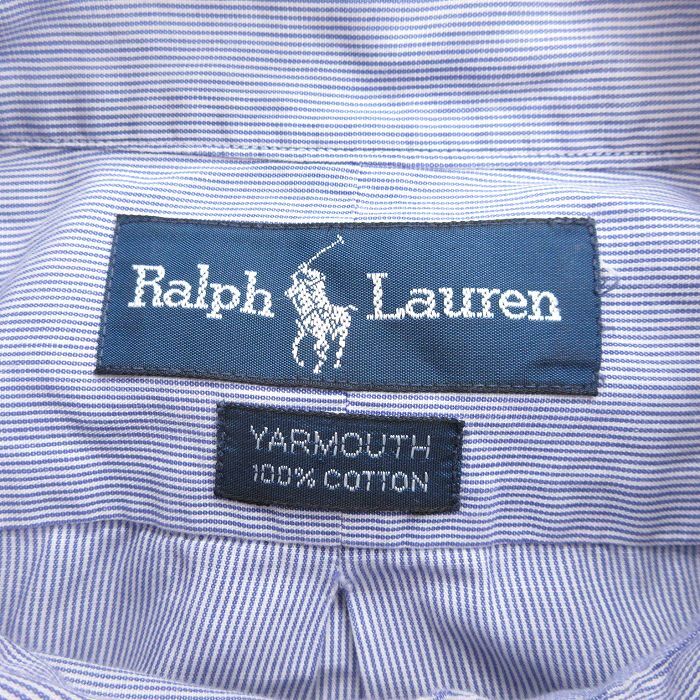 Ralph Lauren
YARMOUTH
100% COTTON